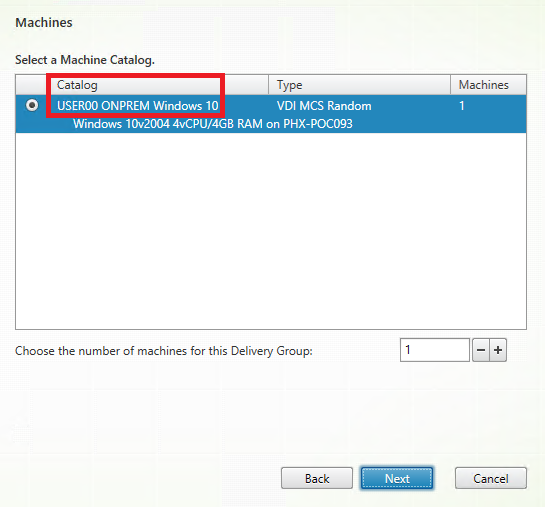 Machines
Select a Machine Catalog.
Catalog Type Machines
USER00 ONPREM Windows 10 VDI MCS Random 1
Windows 10v2004 4vCPU/4GB RAM on PHX-POC093
Choose the number of machines for this Delivery Group: 1 − +
Back Next Cancel